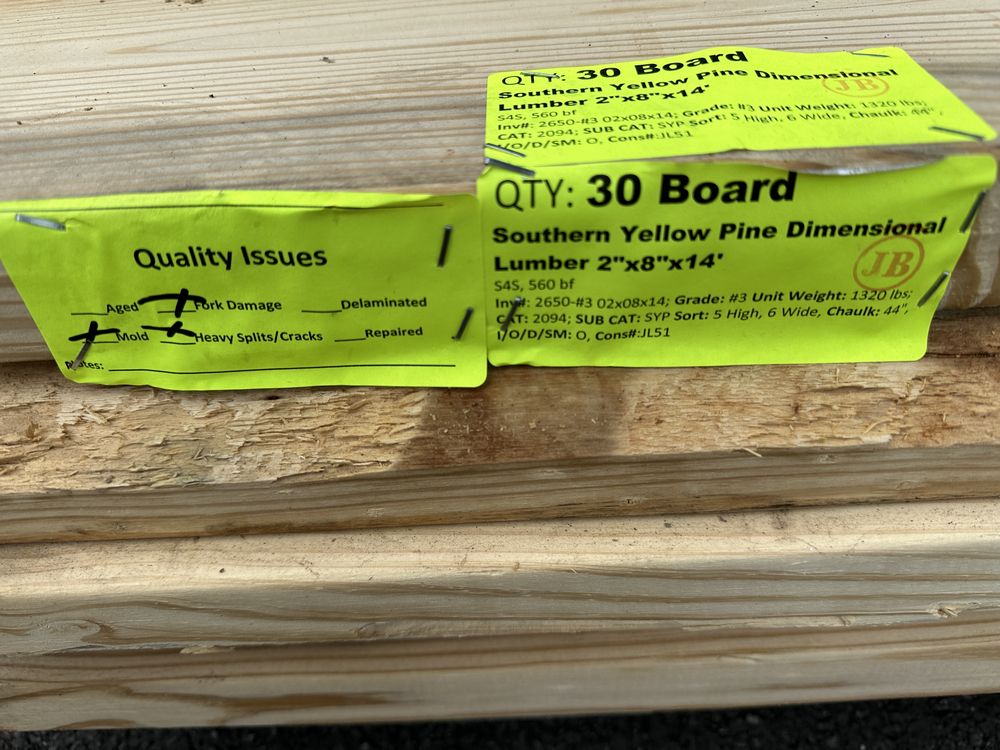 QTY: 30 Board
Southern Yellow Pine Dimensional
Lumber 2"x8"x14'
JB
S4S, 560 bf
Inv#: 2650-#3 02x08x14; Grade: #3 Unit Weight: 1320 lbs;
CAT: 2094; SUB CAT: SYP Sort: 5 High, 6 Wide, Chaulk: 44",
I/O/D/SM: O, Cons#:JL51
QTY: 30 Board
Southern Yellow Pine Dimensional
Lumber 2"x8"x14'
JB
S4S, 560 bf
Inv#: 2650-#3 02x08x14; Grade: #3 Unit Weight: 1320 lbs;
CAT: 2094; SUB CAT: SYP Sort: 5 High, 6 Wide, Chaulk: 44",
I/O/D/SM: O, Cons#:JL51
Quality Issues
___Aged X Fork Damage ___Delaminated
X Mold X Heavy Splits/Cracks ___Repaired
Notes: